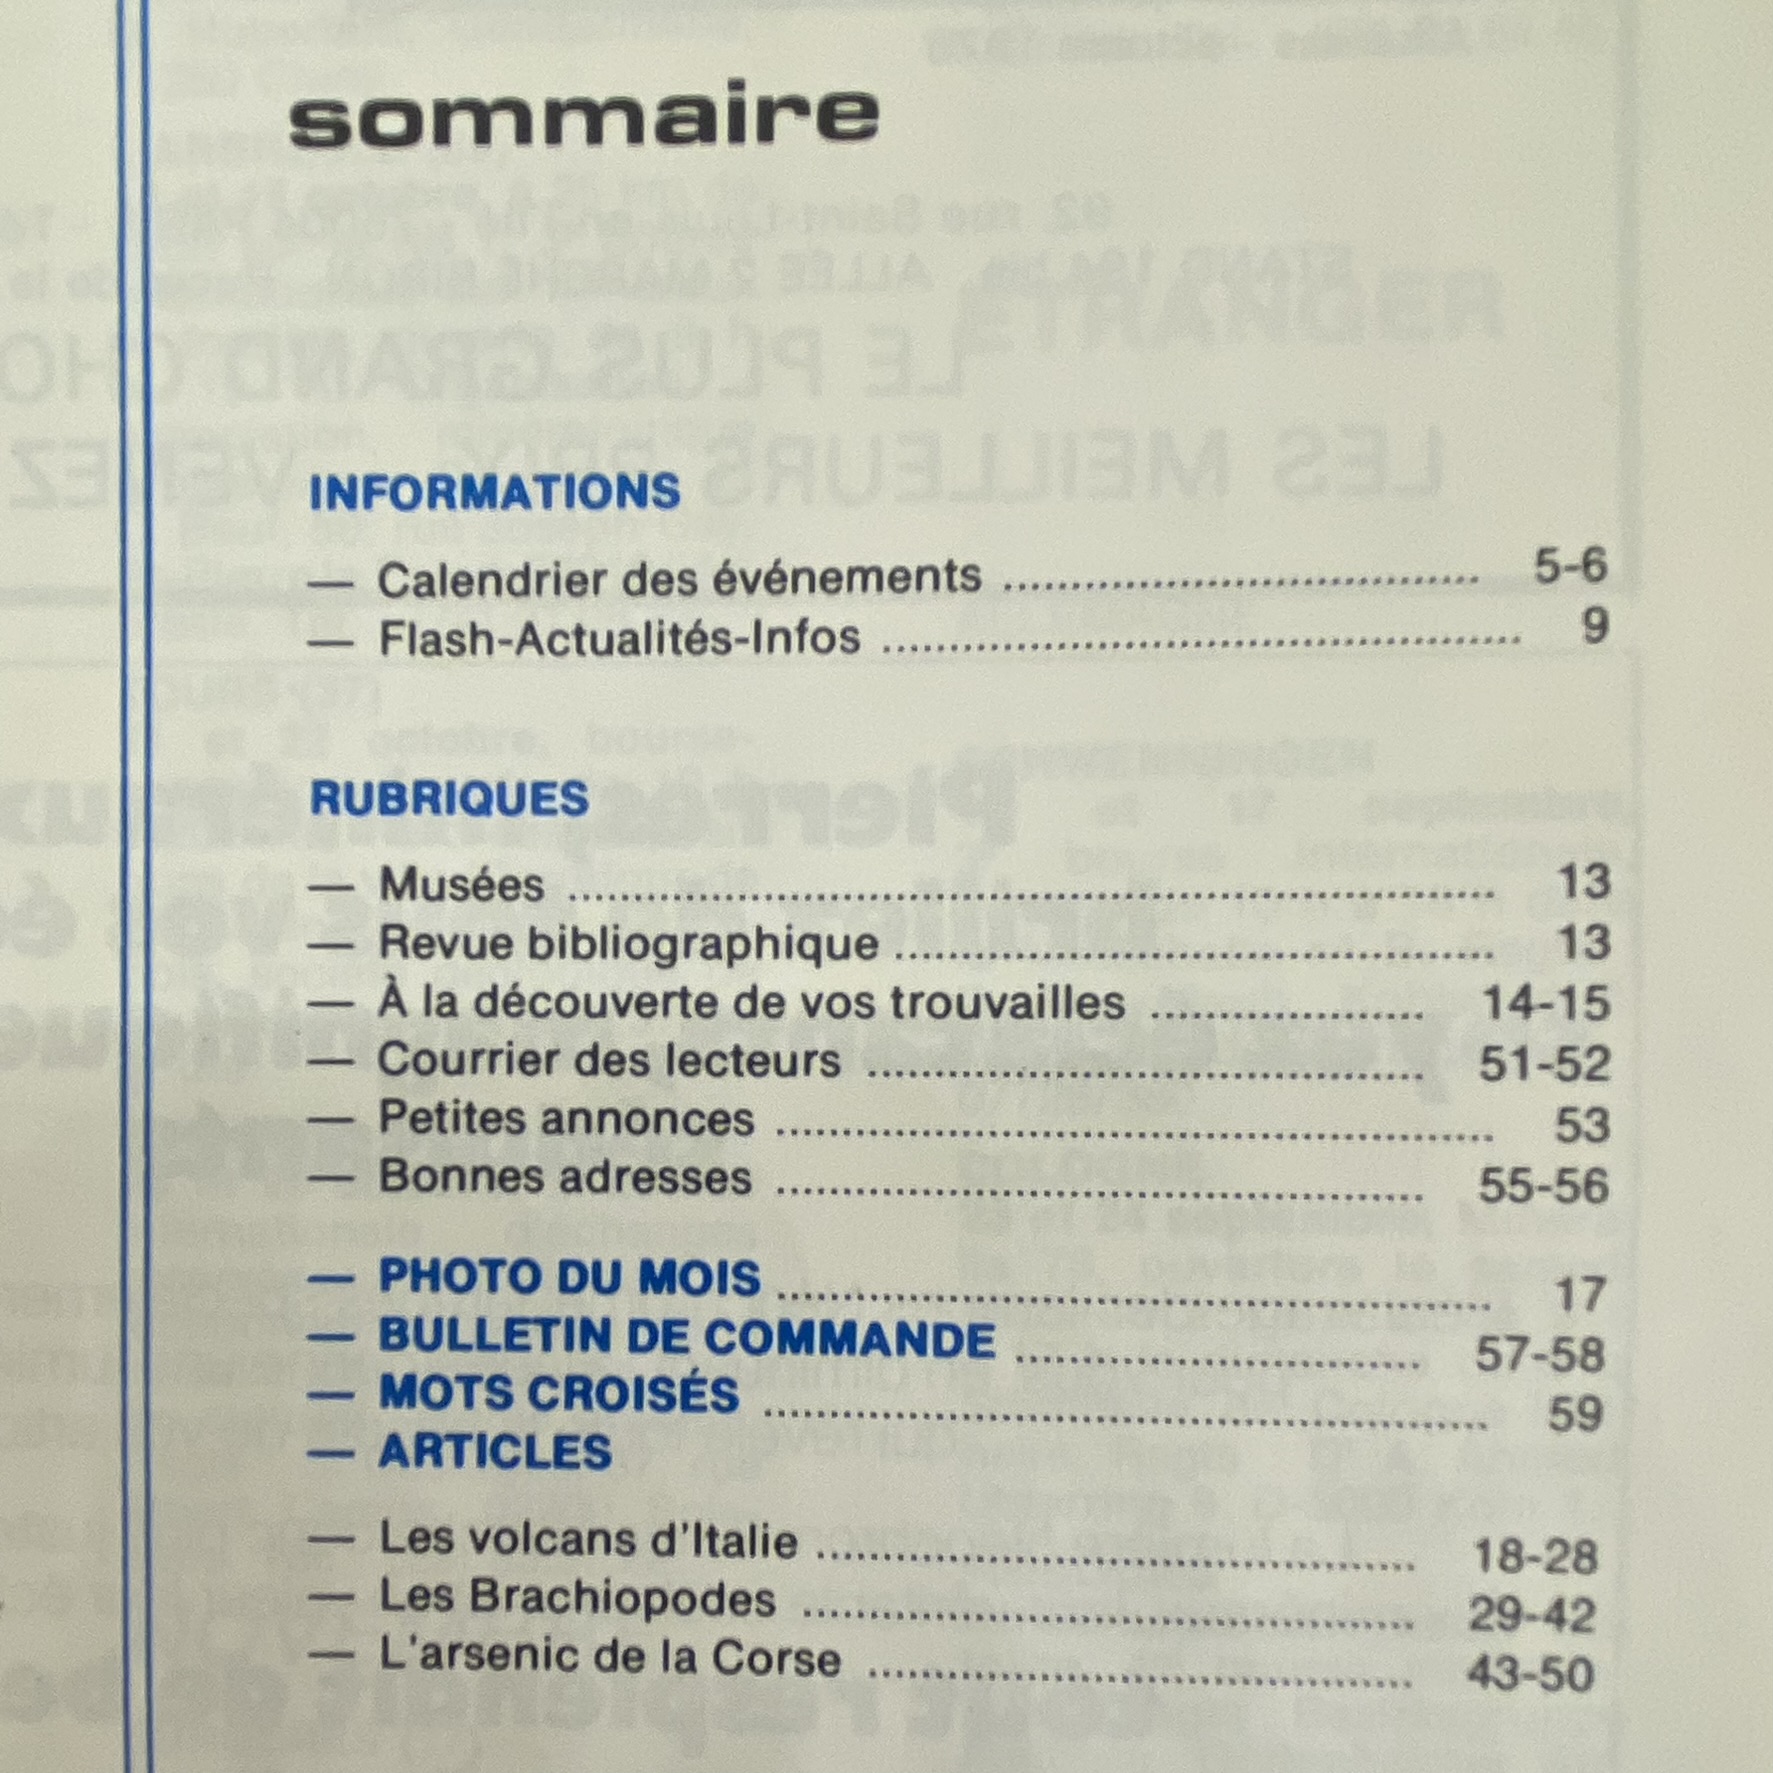 sommaire
INFORMATIONS
— Calendrier des événements .................................... 5-6
— Flash-Actualités-Infos ................................................ 9
RUBRIQUES
— Musées ...................................................................... 13
— Revue bibliographique ............................................. 13
— À la découverte de vos trouvailles ..................... 14-15
— Courrier des lecteurs .......................................... 51-52
— Petites annonces ...................................................... 53
— Bonnes adresses ................................................. 55-56
— PHOTO DU MOIS ...................................................... 17
— BULLETIN DE COMMANDE ............................... 57-58
— MOTS CROISÉS ....................................................... 59
— ARTICLES
— Les volcans d'Italie ............................................. 18-28
— Les Brachiopodes .............................................. 29-42
— L'arsenic de la Corse ......................................... 43-50